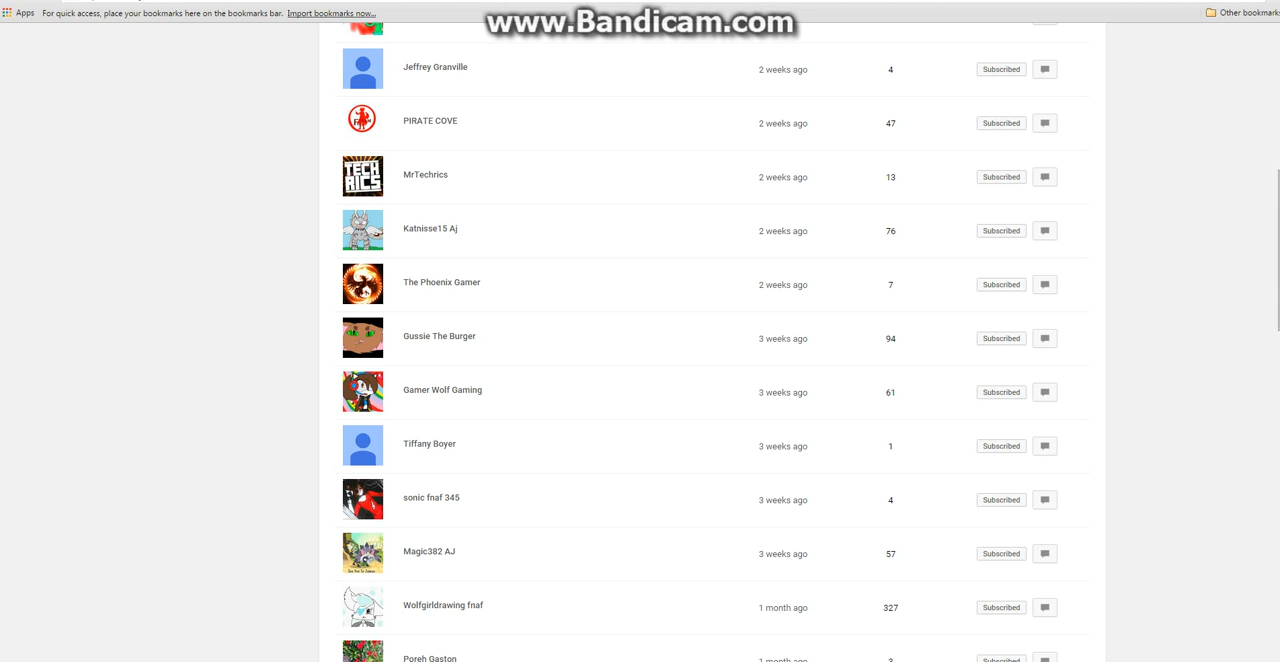 Apps For quick access, place your bookmarks here on the bookmarks bar. Import bookmarks now... Other bookmarks
www.Bandicam.com
Jeffrey Granville 2 weeks ago 4 Subscribed
PIRATE COVE 2 weeks ago 47 Subscribed
TECH
RICS
MrTechrics 2 weeks ago 13 Subscribed
Katnisse15 Aj 2 weeks ago 76 Subscribed
The Phoenix Gamer 2 weeks ago 7 Subscribed
Gussie The Burger 3 weeks ago 94 Subscribed
Gamer Wolf Gaming 3 weeks ago 61 Subscribed
Tiffany Boyer 3 weeks ago 1 Subscribed
sonic fnaf 345 3 weeks ago 4 Subscribed
Magic382 AJ 3 weeks ago 57 Subscribed
Wolfgirldrawing fnaf 1 month ago 327 Subscribed
Poreh Gaston 1 month ago 3 Subscribed